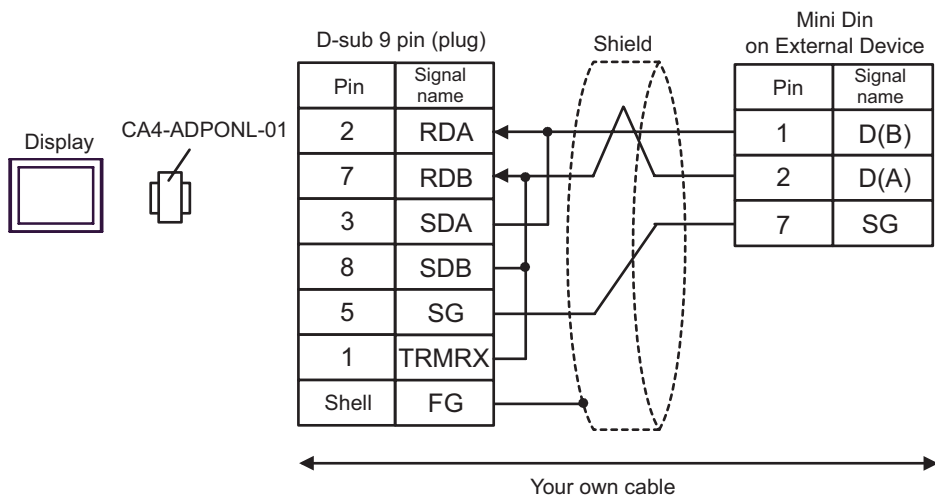 Mini Din
on External Device
D-sub 9 pin (plug)
Shield
Pin Signal name
Pin Signal name
Display
CA4-ADPONL-01
2 RDA
1 D(B)
7 RDB
2 D(A)
3 SDA
7 SG
8 SDB
5 SG
1 TRMRX
Shell FG
Your own cable